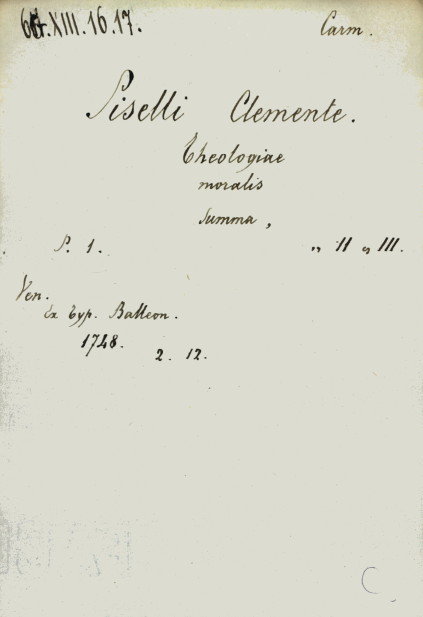 66.XIII.16.17. Carm.
Piselli Clemente.
Theologiae
moralis
summa,
P. 1. " II " III.
Ven.
Ex typ. Balleon.
1748. 2. 12.
C